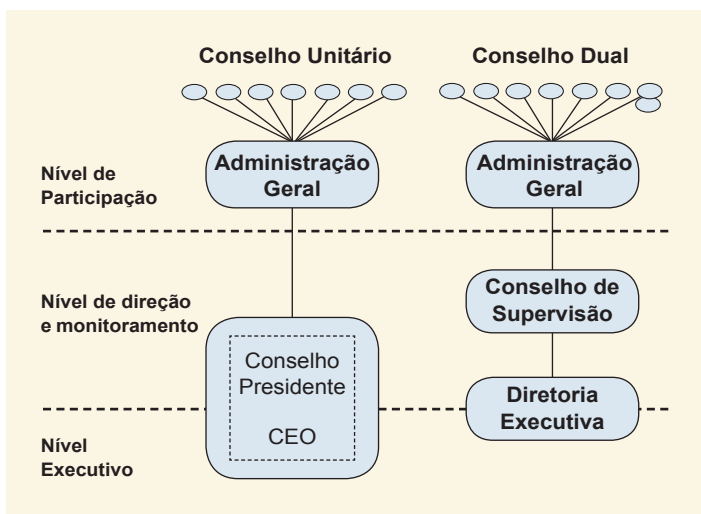 Conselho Unitário
Conselho Dual
Administração
Geral
Administração
Geral
Nível de
Participação
Nível de direção
e monitoramento
Conselho de
Supervisão
Conselho
Presidente
CEO
Diretoria
Executiva
Nível
Executivo